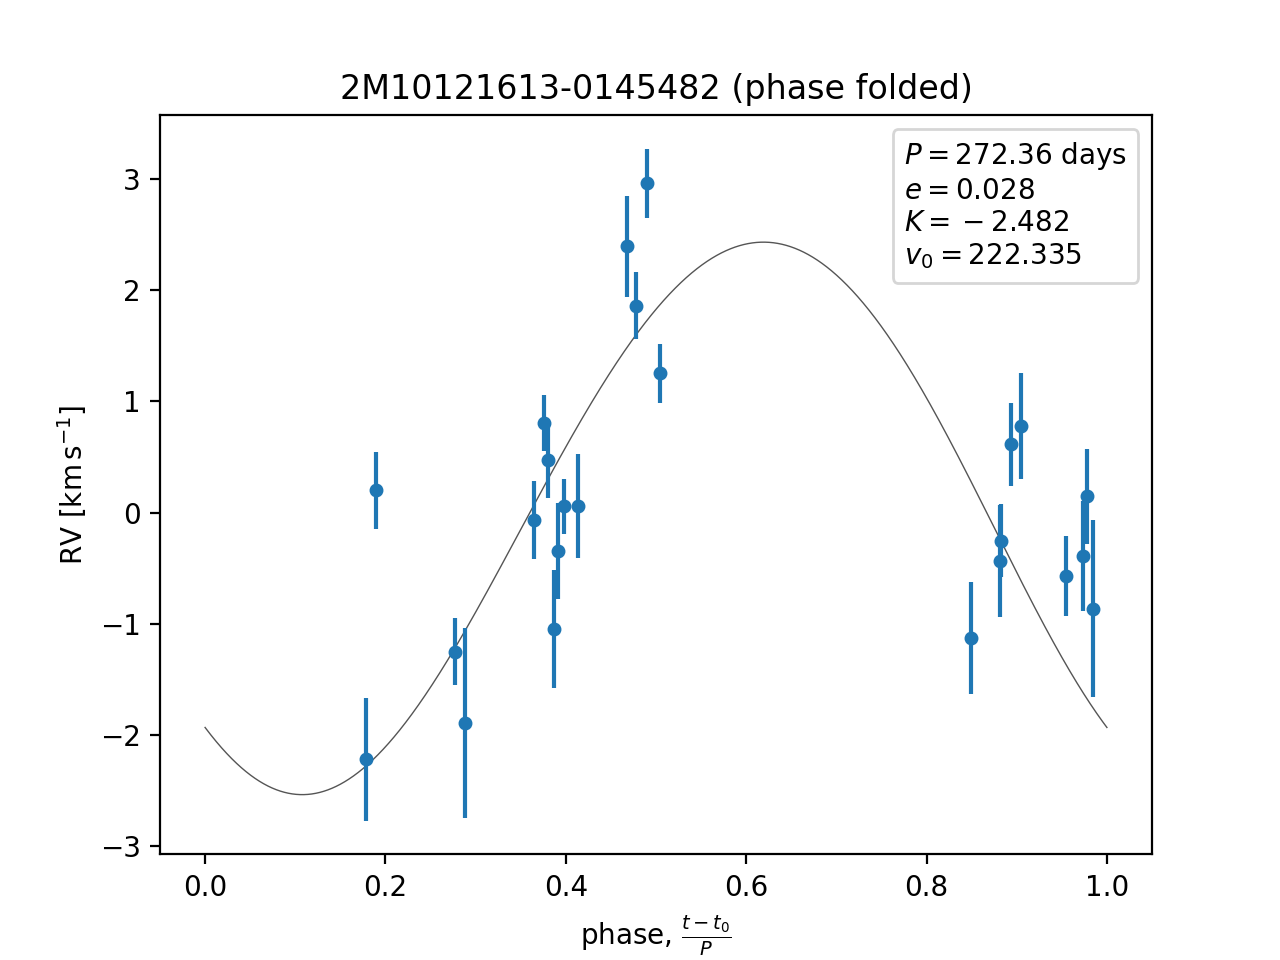 2M10121613-0145482 (phase folded)
P = 272.36 days
e = 0.028
K = −2.482
v₀ = 222.335
3
2
1
0
−1
−2
−3
RV [km s⁻¹]
0.0 0.2 0.4 0.6 0.8 1.0
phase, (t − t₀)/P